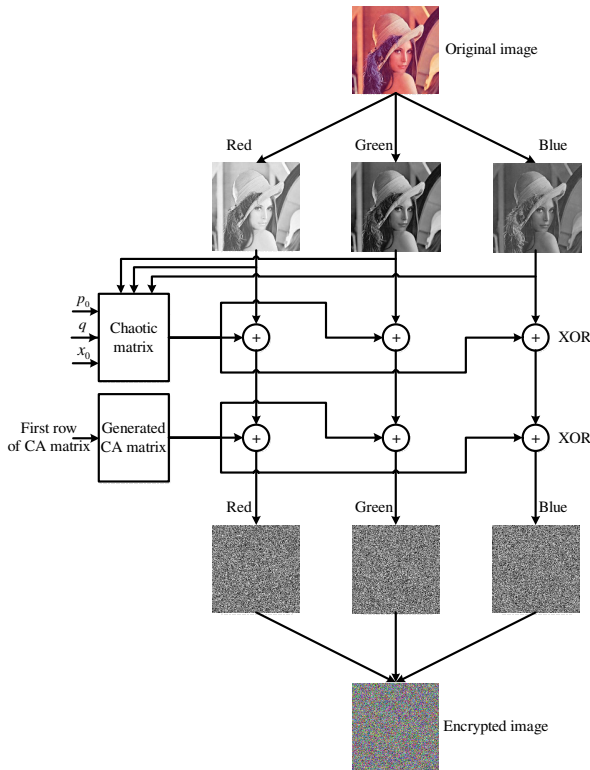 Original image
Red
Green
Blue
p₀
q
x₀
Chaotic
matrix
+
+
+
XOR
First row
of CA matrix
Generated
CA matrix
+
+
+
XOR
Red
Green
Blue
Encrypted image